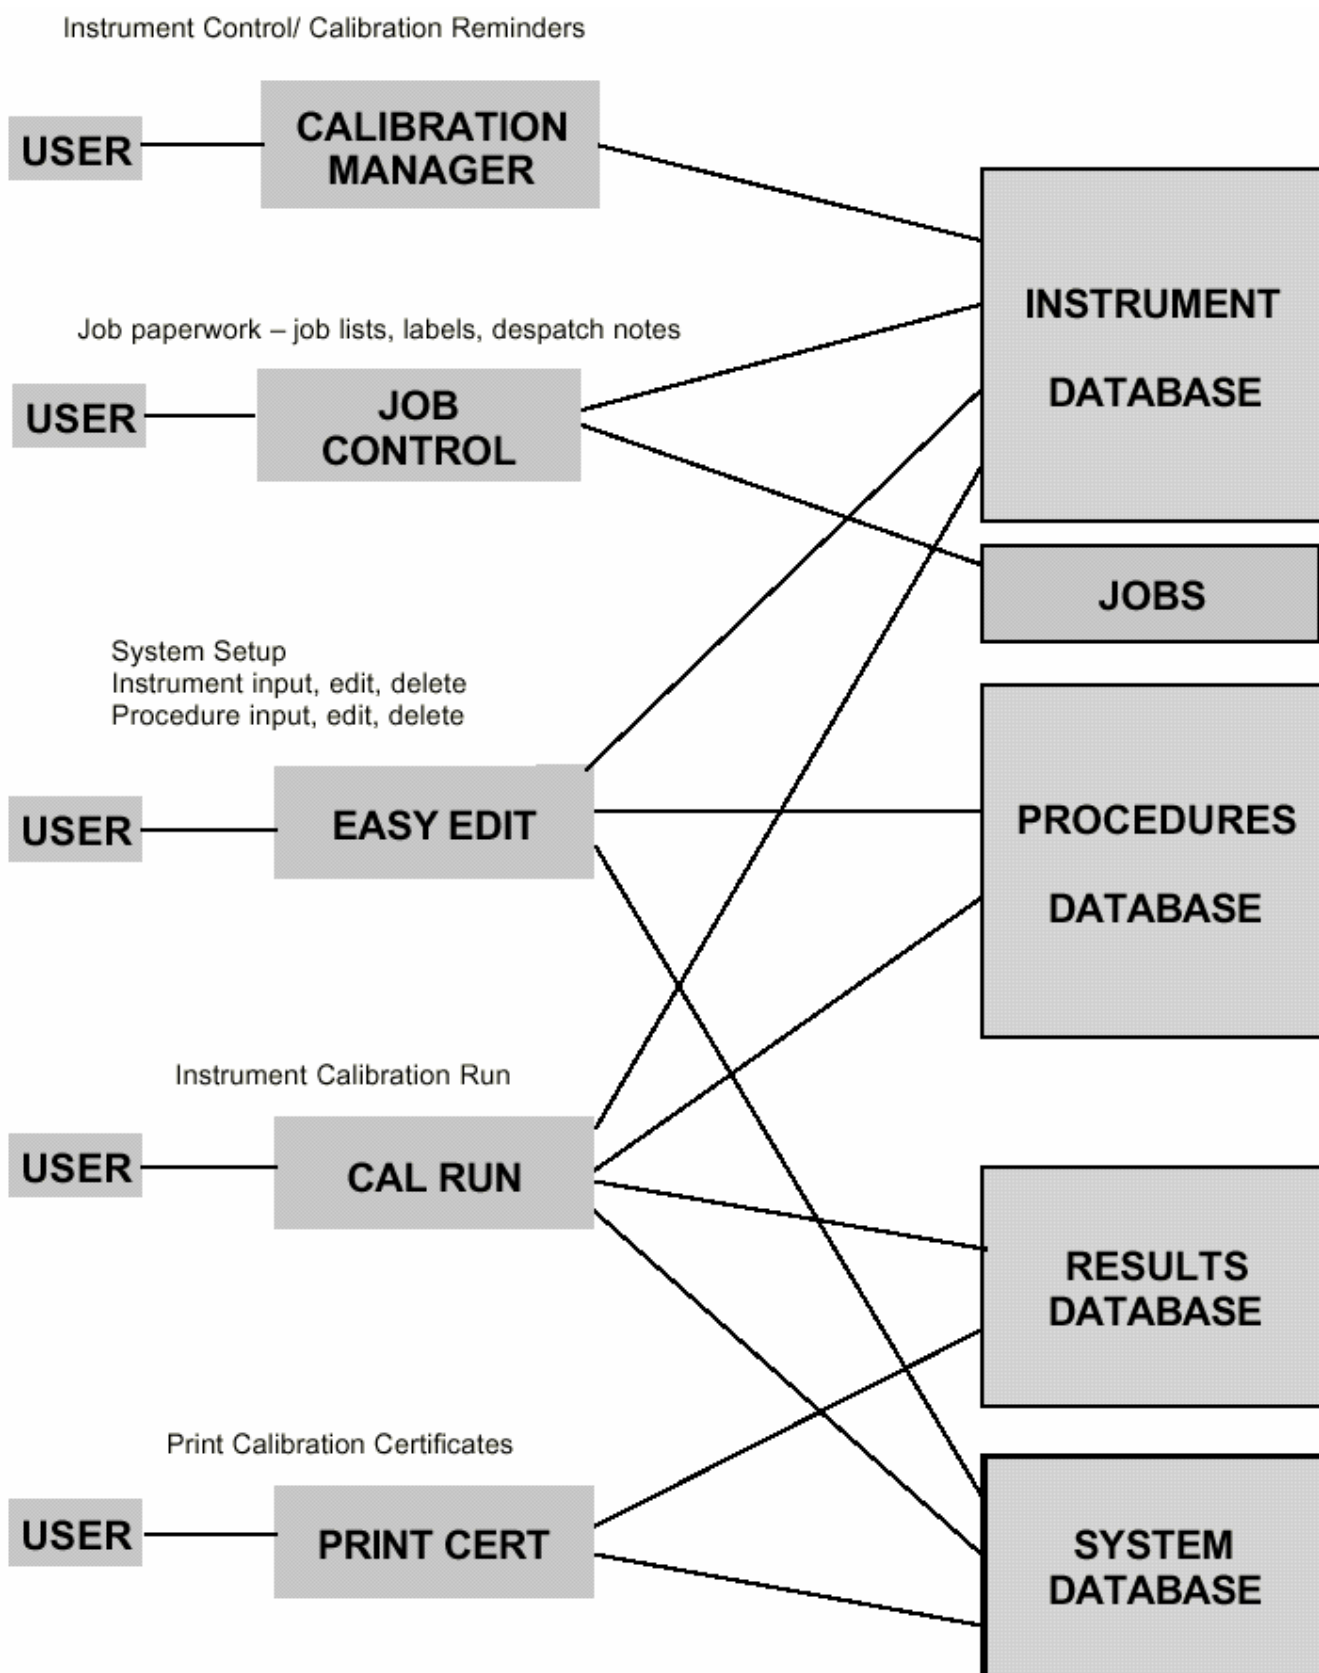 Instrument Control/ Calibration Reminders
USER
CALIBRATION
MANAGER
INSTRUMENT
DATABASE
Job paperwork – job lists, labels, despatch notes
USER
JOB
CONTROL
JOBS
System Setup
Instrument input, edit, delete
Procedure input, edit, delete
USER
EASY EDIT
PROCEDURES
DATABASE
Instrument Calibration Run
USER
CAL RUN
RESULTS
DATABASE
Print Calibration Certificates
USER
PRINT CERT
SYSTEM
DATABASE